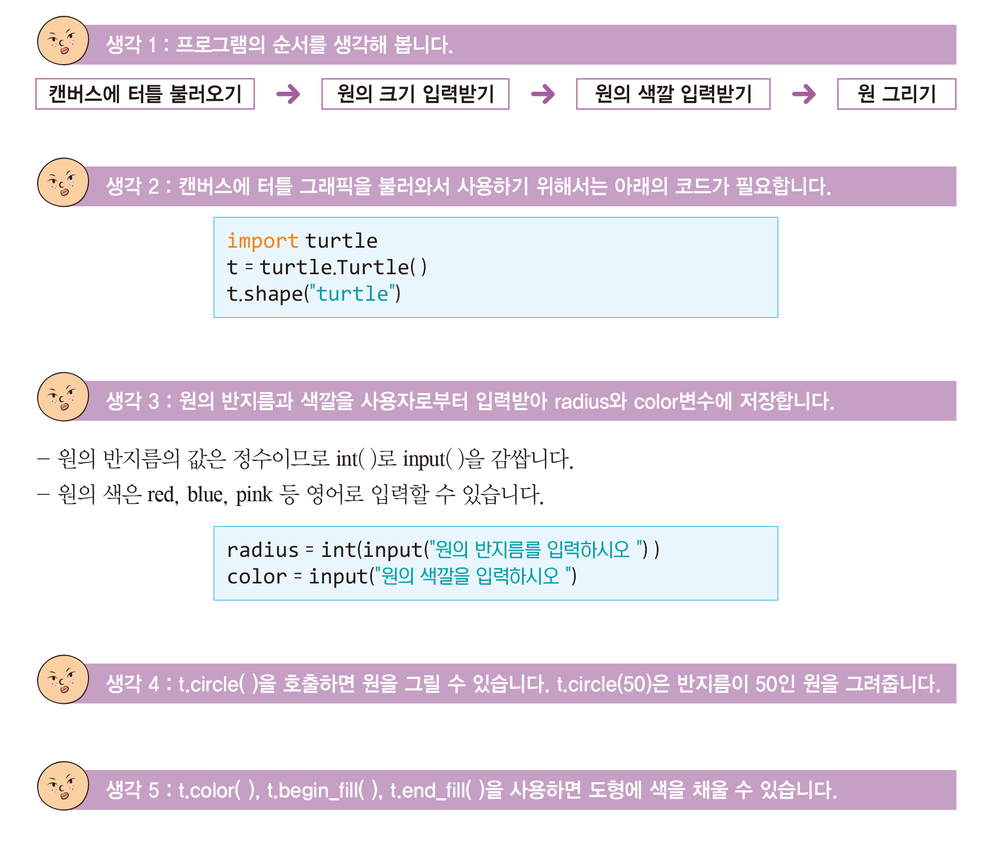 생각 1 : 프로그램의 순서를 생각해 봅니다.
캔버스에 터틀 불러오기 → 원의 크기 입력받기 → 원의 색깔 입력받기 → 원 그리기
생각 2 : 캔버스에 터틀 그래픽을 불러와서 사용하기 위해서는 아래의 코드가 필요합니다.
import turtle
t = turtle.Turtle( )
t.shape("turtle")
생각 3 : 원의 반지름과 색깔을 사용자로부터 입력받아 radius와 color변수에 저장합니다.
– 원의 반지름의 값은 정수이므로 int( )로 input( )을 감쌉니다.
– 원의 색은 red, blue, pink 등 영어로 입력할 수 있습니다.
radius = int(input("원의 반지름를 입력하시오 ") )
color = input("원의 색깔을 입력하시오 ")
생각 4 : t.circle( )을 호출하면 원을 그릴 수 있습니다. t.circle(50)은 반지름이 50인 원을 그려줍니다.
생각 5 : t.color( ), t.begin_fill( ), t.end_fill( )을 사용하면 도형에 색을 채울 수 있습니다.